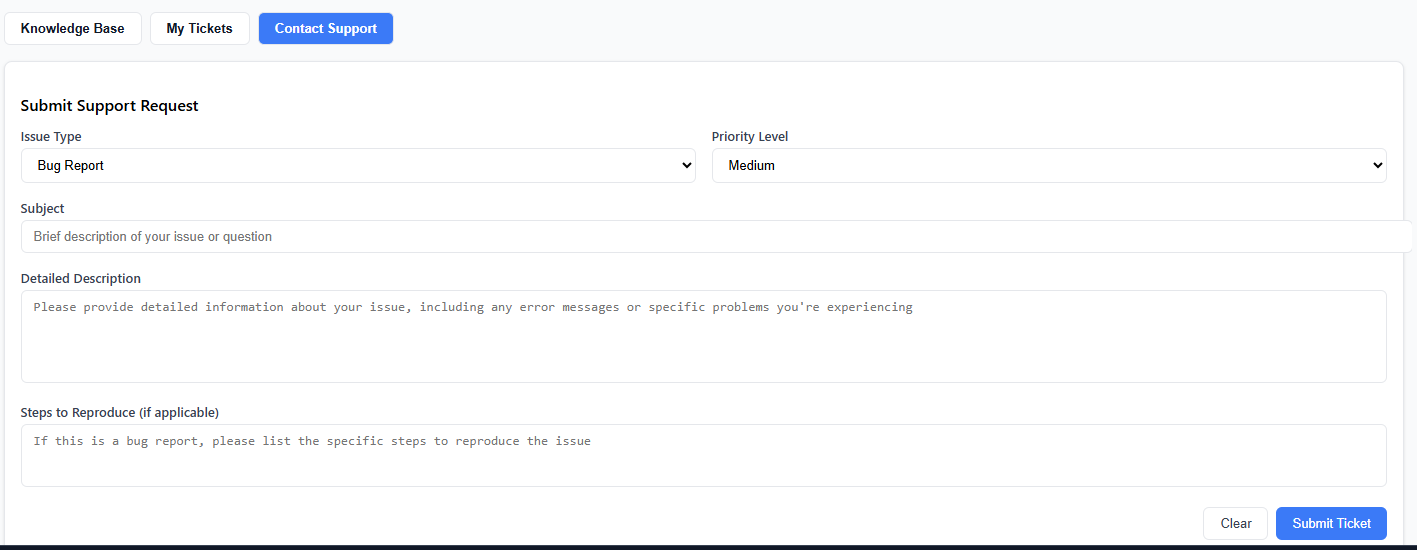 Knowledge Base My Tickets Contact Support
Submit Support Request
Issue Type Priority Level
Bug Report Medium
Subject
Brief description of your issue or question
Detailed Description
Please provide detailed information about your issue, including any error messages or specific problems you're experiencing
Steps to Reproduce (if applicable)
If this is a bug report, please list the specific steps to reproduce the issue
Clear Submit Ticket